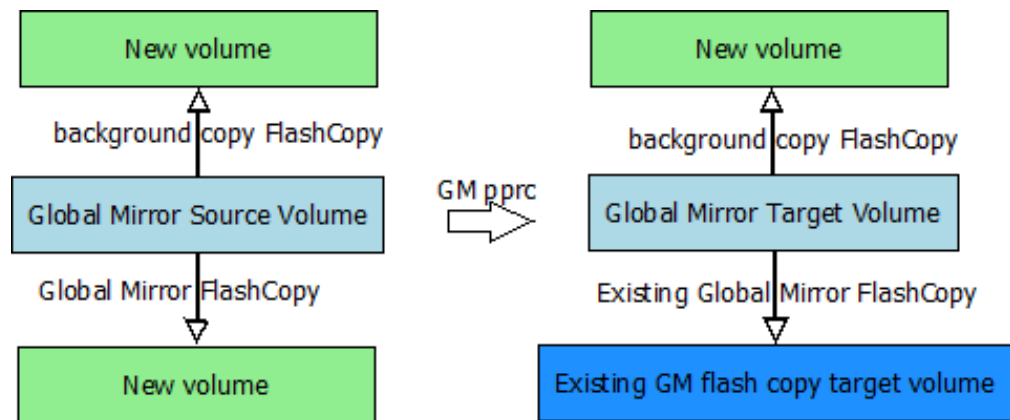 New volume
background copy FlashCopy
Global Mirror Source Volume
Global Mirror FlashCopy
New volume
GM pprc
New volume
background copy FlashCopy
Global Mirror Target Volume
Existing Global Mirror FlashCopy
Existing GM flash copy target volume